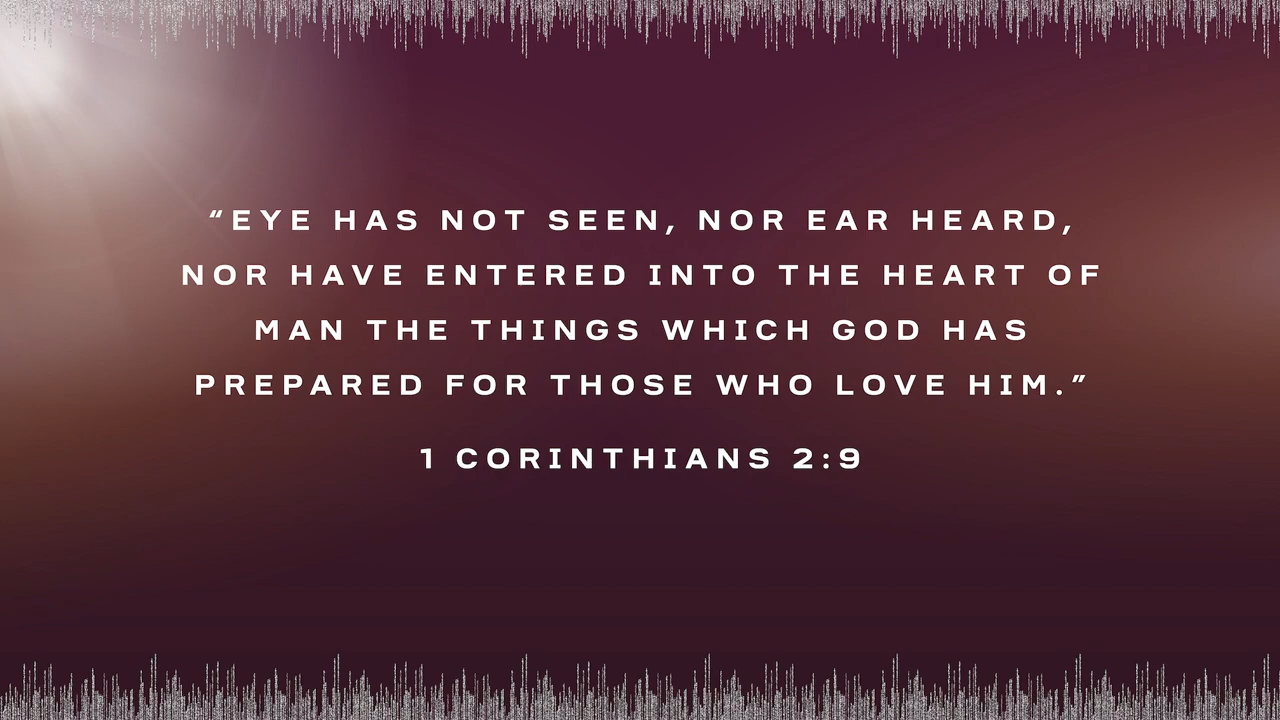 “EYE HAS NOT SEEN, NOR EAR HEARD,
NOR HAVE ENTERED INTO THE HEART OF
MAN THE THINGS WHICH GOD HAS
PREPARED FOR THOSE WHO LOVE HIM.”
1 CORINTHIANS 2:9